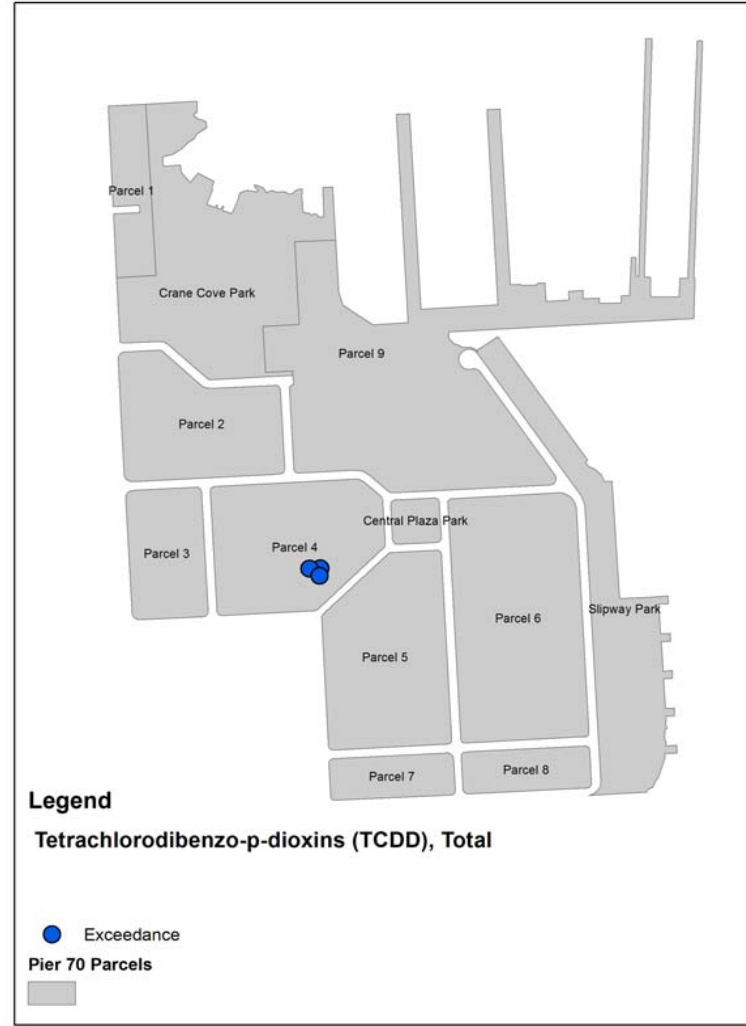 Parcel 1
Crane Cove Park
Parcel 9
Parcel 2
Central Plaza Park
Parcel 4
Parcel 3
Slipway Park
Parcel 6
Parcel 5
Parcel 7
Parcel 8
Legend
Tetrachlorodibenzo-p-dioxins (TCDD), Total
Exceedance
Pier 70 Parcels